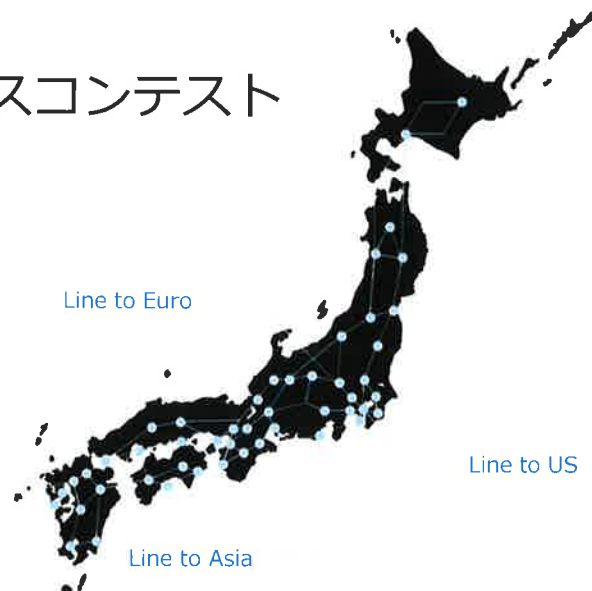 スコンテスト
Line to Euro
Line to US
Line to Asia